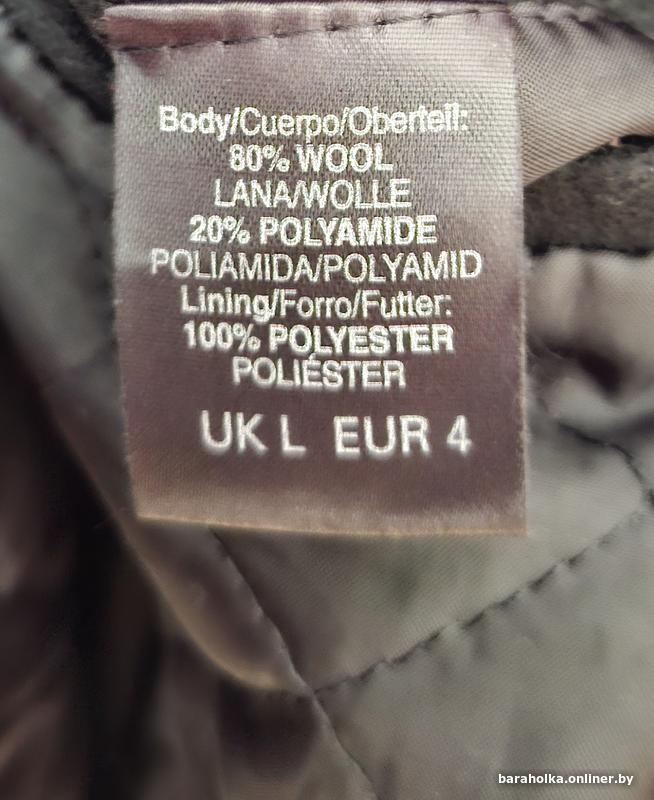 Body/Cuerpo/Oberteil:
80% WOOL
LANA/WOLLE
20% POLYAMIDE
POLIAMIDA/POLYAMID
Lining/Forro/Futter:
100% POLYESTER
POLIÉSTER
UK L EUR 4
baraholka.onliner.by